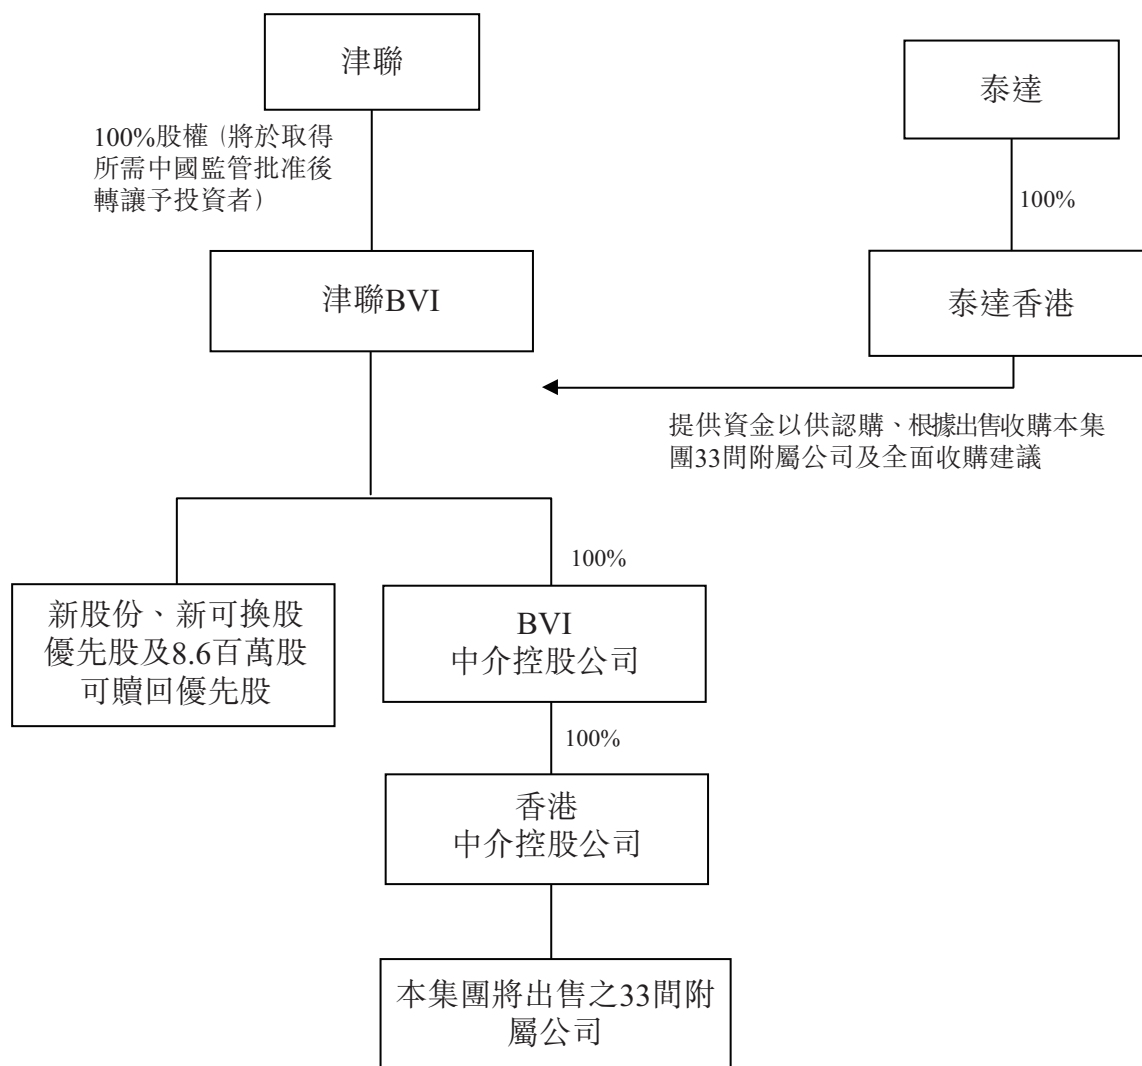 津聯
泰達
100%股權（將於取得
所需中國監管批准後
轉讓予投資者）
100%
津聯BVI
泰達香港
提供資金以供認購、根據出售收購本集
團33間附屬公司及全面收購建議
100%
新股份、新可換股
優先股及8.6百萬股
可贖回優先股
BVI
中介控股公司
100%
香港
中介控股公司
本集團將出售之33間附
屬公司